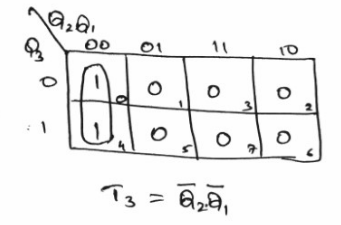 Q₂Q₁
Q₃ 00 01 11 10
0 1 0 0 1 0 3 0 2
1 1 4 0 5 0 7 0 6
T₃ = Q̅₂.Q̅₁